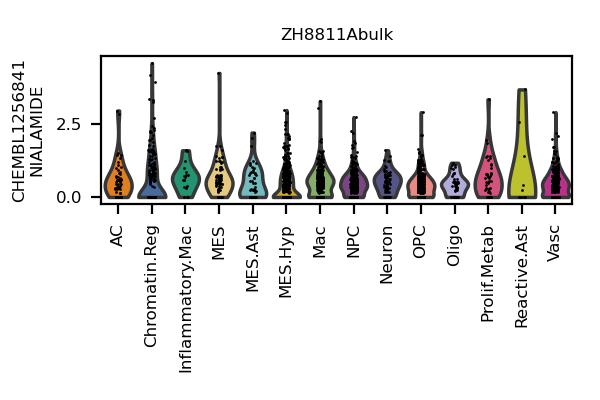 ZH8811Abulk
CHEMBL1256841
NIALAMIDE
2.5
0.0
AC
Chromatin.Reg
Inflammatory.Mac
MES
MES.Ast
MES.Hyp
Mac
NPC
Neuron
OPC
Oligo
Prolif.Metab
Reactive.Ast
Vasc